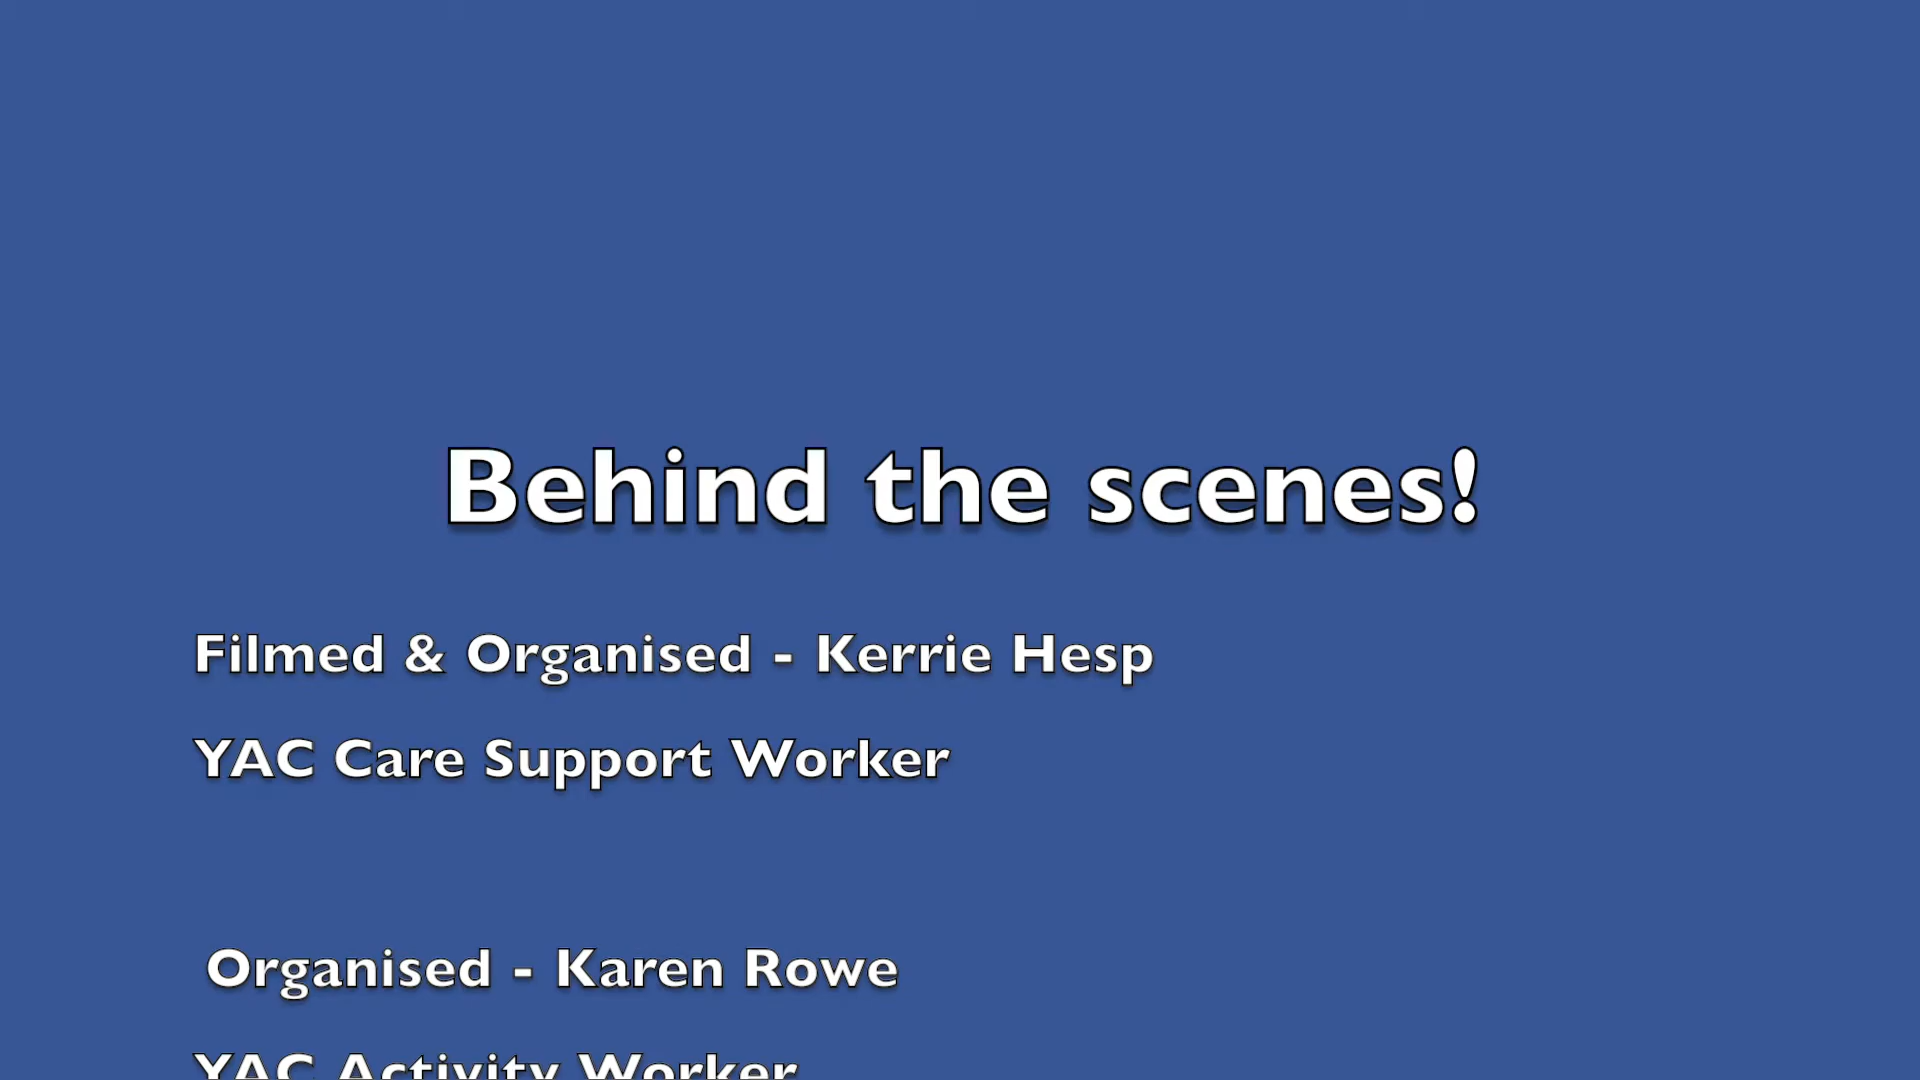 Behind the scenes!
Filmed & Organised - Kerrie Hesp
YAC Care Support Worker
Organised - Karen Rowe
YAC Activity Worker